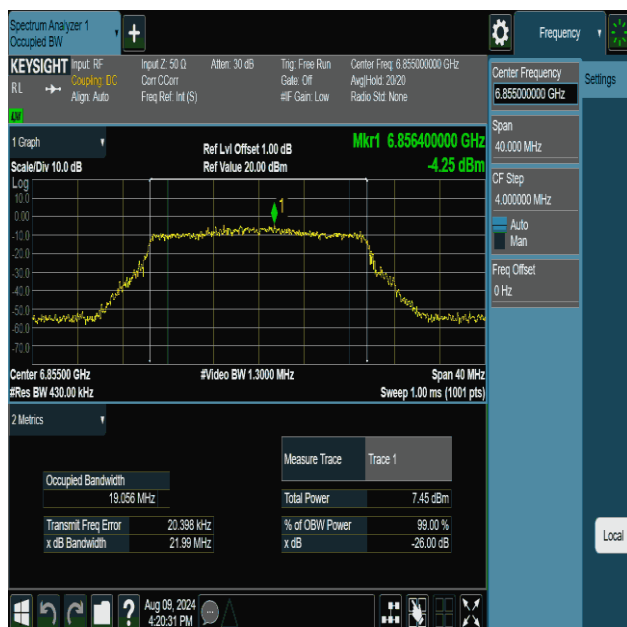 Spectrum Analyzer 1
Occupied BW
Frequency
KEYSIGHT
RL
Input: RF
Coupling: DC
Align: Auto
Input Z: 50 Ω
Corr CCorr
Freq Ref: Int (S)
Atten: 30 dB
Trig: Free Run
Gate: Off
#IF Gain: Low
Center Freq: 6.855000000 GHz
Avg|Hold: 20/20
Radio Std: None
Center Frequency
6.855000000 GHz
Settings
Span
40.000 MHz
CF Step
4.000000 MHz
Auto
Man
Freq Offset
0 Hz
Local
1 Graph
Scale/Div 10.0 dB
Ref Lvl Offset 1.00 dB
Ref Value 20.00 dBm
Mkr1 6.856400000 GHz
-4.25 dBm
Log
10.0
0.00
-10.0
-20.0
-30.0
-40.0
-50.0
-60.0
-70.0
1
Center 6.85500 GHz
#Res BW 430.00 kHz
#Video BW 1.3000 MHz
Span 40 MHz
Sweep 1.00 ms (1001 pts)
2 Metrics
Measure Trace Trace 1
Occupied Bandwidth
19.056 MHz
Total Power 7.45 dBm
Transmit Freq Error 20.398 kHz
% of OBW Power 99.00 %
x dB Bandwidth 21.99 MHz
x dB -26.00 dB
Aug 09, 2024
4:20:31 PM